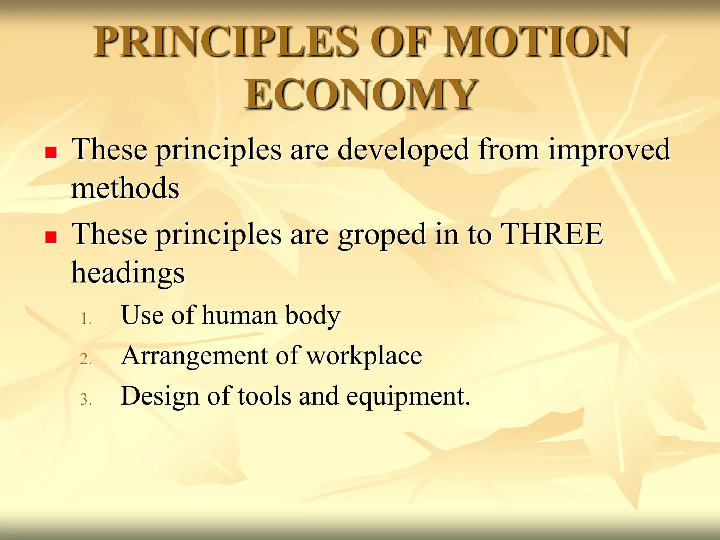 PRINCIPLES OF MOTION
ECONOMY
These principles are developed from improved
methods
These principles are groped in to THREE
headings
1. Use of human body
2. Arrangement of workplace
3. Design of tools and equipment.